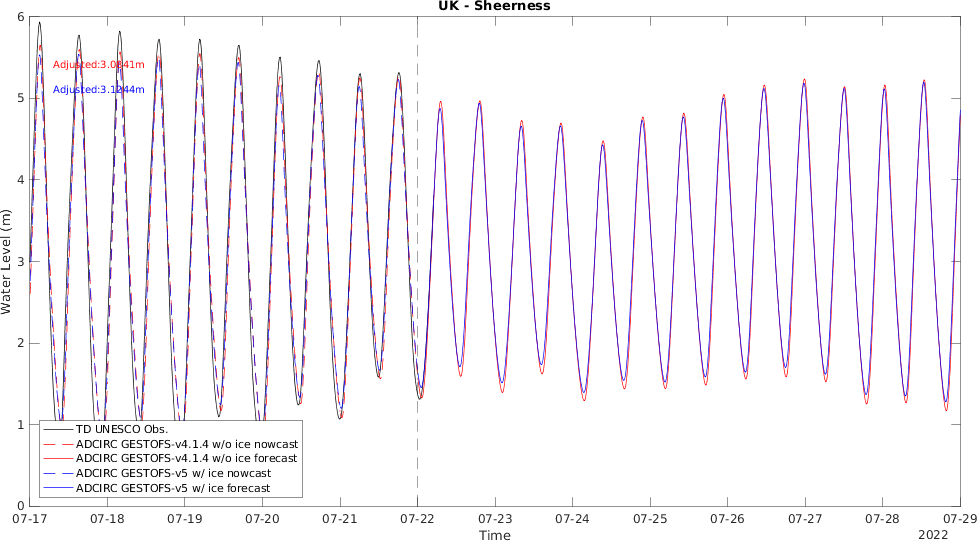 UK - Sheerness
6
5
4
3
2
1
0
Water Level (m)
Adjusted:3.0841m
Adjusted:3.1244m
TD UNESCO Obs.
ADCIRC GESTOFS-v4.1.4 w/o ice nowcast
ADCIRC GESTOFS-v4.1.4 w/o ice forecast
ADCIRC GESTOFS-v5 w/ ice nowcast
ADCIRC GESTOFS-v5 w/ ice forecast
07-17 07-18 07-19 07-20 07-21 07-22 07-23 07-24 07-25 07-26 07-27 07-28 07-29
Time
2022